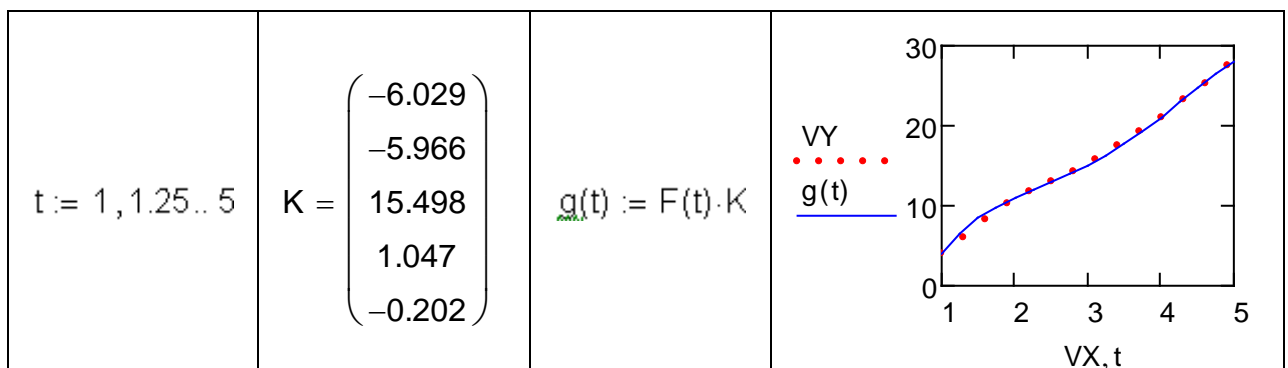 t := 1 , 1.25 .. 5
K =
−6.029
−5.966
15.498
1.047
−0.202
g(t) := F(t)·K
30
20
10
0
VY
g(t)
1 2 3 4 5
VX, t